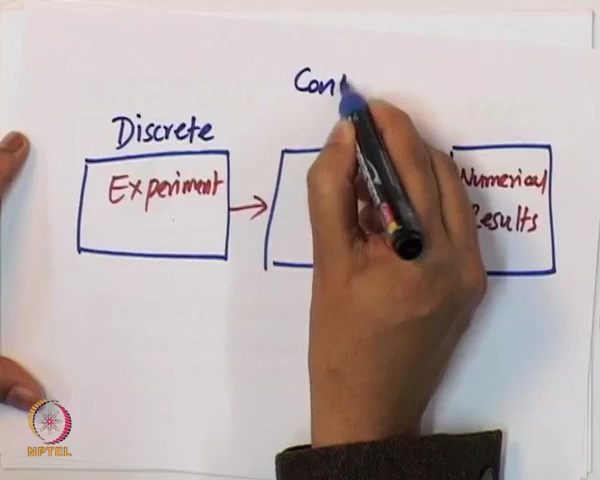 Con
Discrete
Experiment
Numerical
Results
NPTEL